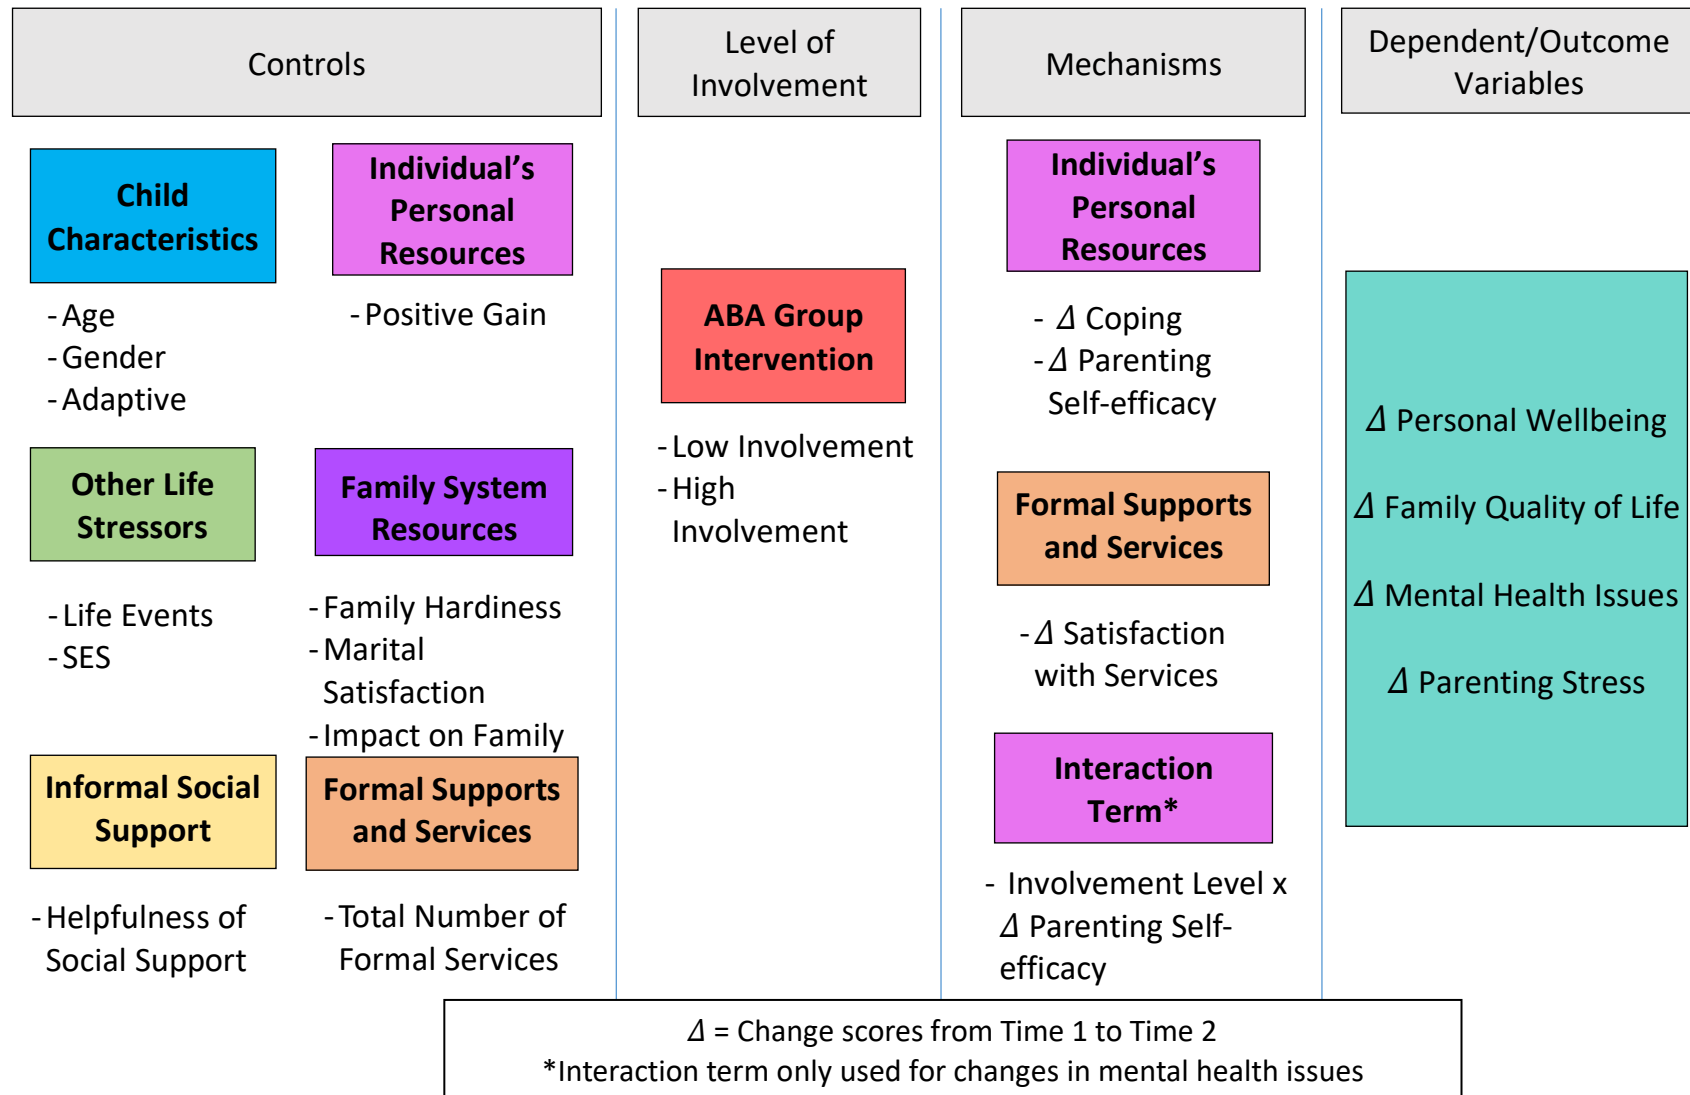 Controls
Child
Characteristics
- Age
- Gender
- Adaptive
Individual’s
Personal
Resources
- Positive Gain
Other Life
Stressors
- Life Events
- SES
Family System
Resources
- Family Hardiness
- Marital
Satisfaction
- Impact on Family
Informal Social
Support
- Helpfulness of
Social Support
Formal Supports
and Services
- Total Number of
Formal Services
Level of
Involvement
ABA Group
Intervention
- Low Involvement
- High
Involvement
Mechanisms
Individual’s
Personal
Resources
- Δ Coping
- Δ Parenting
Self-efficacy
Formal Supports
and Services
- Δ Satisfaction
with Services
Interaction
Term*
- Involvement Level x
Δ Parenting Self-
efficacy
Dependent/Outcome
Variables
Δ Personal Wellbeing
Δ Family Quality of Life
Δ Mental Health Issues
Δ Parenting Stress
Δ = Change scores from Time 1 to Time 2
*Interaction term only used for changes in mental health issues